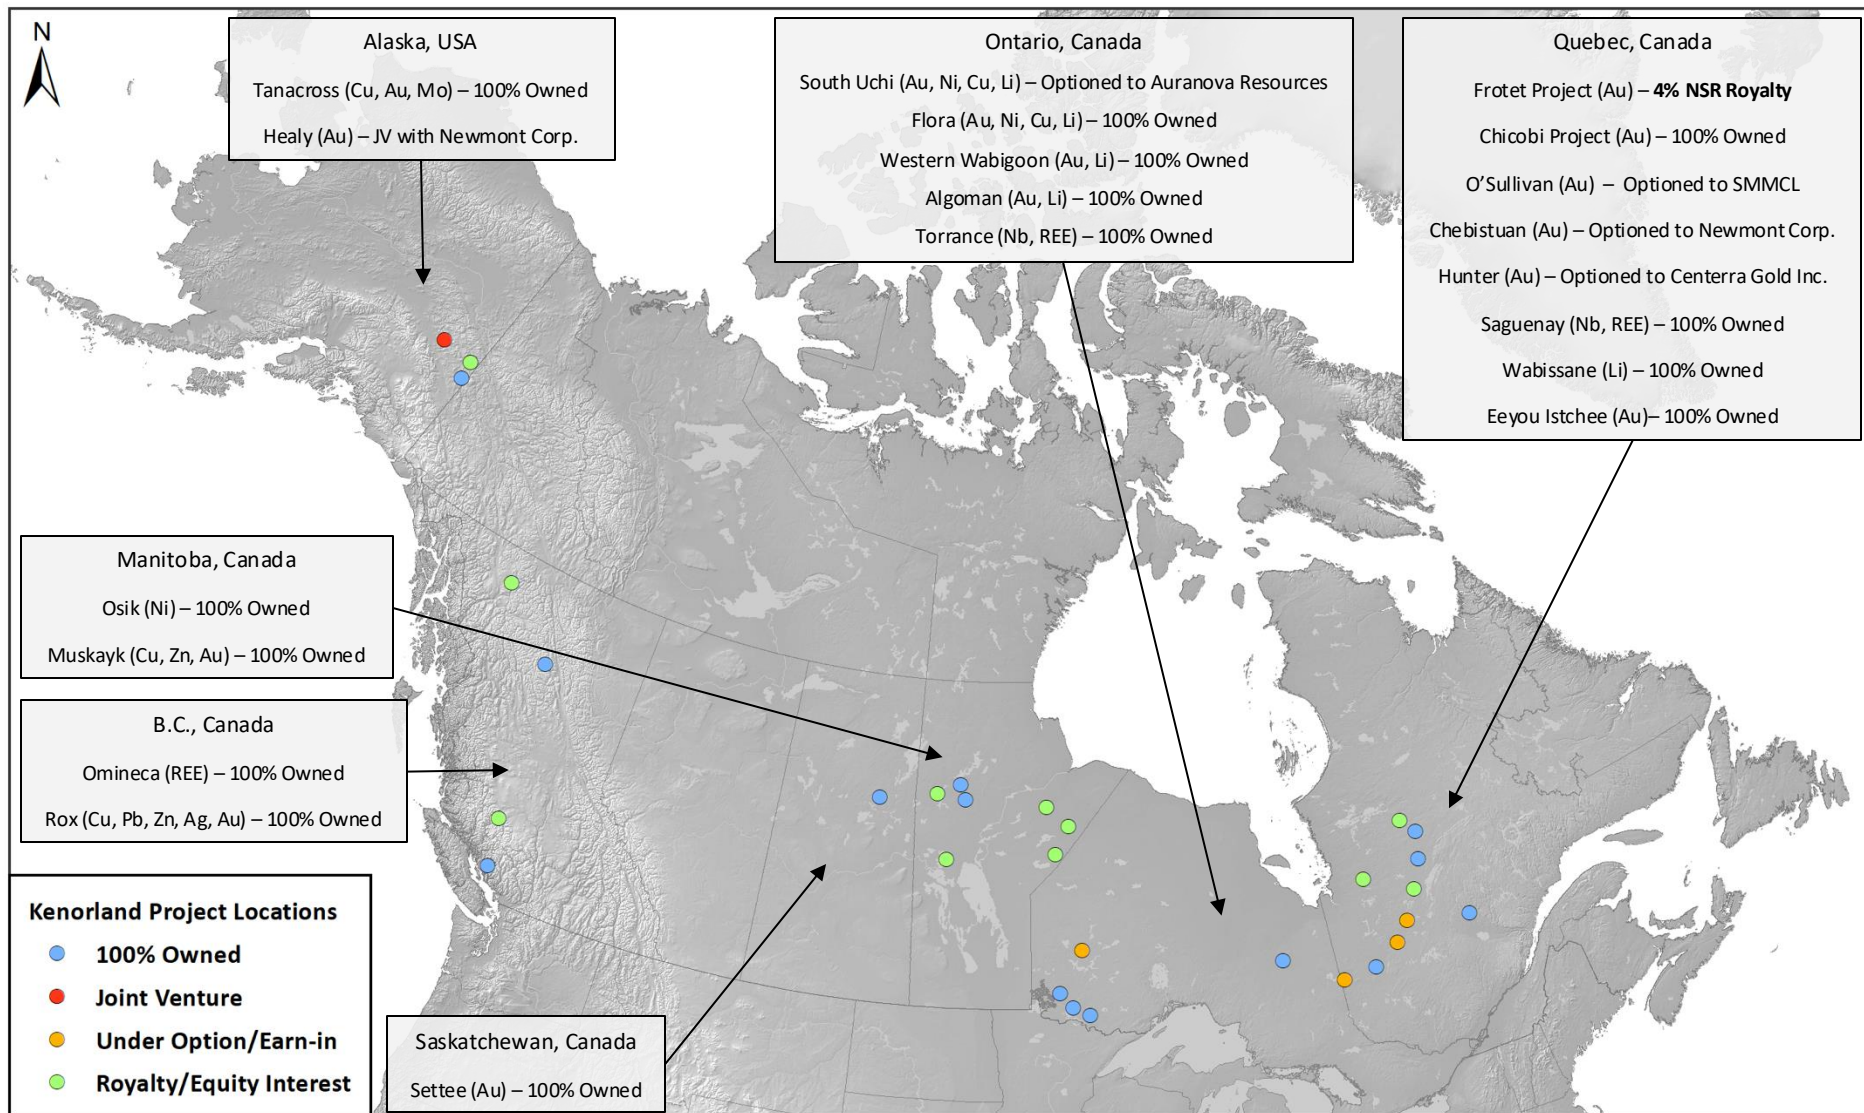 N
Alaska, USA
Tanacross (Cu, Au, Mo) – 100% Owned
Healy (Au) – JV with Newmont Corp.
Ontario, Canada
South Uchi (Au, Ni, Cu, Li) – Optioned to Auranova Resources
Flora (Au, Ni, Cu, Li) – 100% Owned
Western Wabigoon (Au, Li) – 100% Owned
Algoman (Au, Li) – 100% Owned
Torrance (Nb, REE) – 100% Owned
Quebec, Canada
Frotet Project (Au) – 4% NSR Royalty
Chicobi Project (Au) – 100% Owned
O’Sullivan (Au) – Optioned to SMMCL
Chebistuan (Au) – Optioned to Newmont Corp.
Hunter (Au) – Optioned to Centerra Gold Inc.
Saguenay (Nb, REE) – 100% Owned
Wabissane (Li) – 100% Owned
Eeyou Istchee (Au)– 100% Owned
Manitoba, Canada
Osik (Ni) – 100% Owned
Muskayk (Cu, Zn, Au) – 100% Owned
B.C., Canada
Omineca (REE) – 100% Owned
Rox (Cu, Pb, Zn, Ag, Au) – 100% Owned
Kenorland Project Locations
100% Owned
Joint Venture
Under Option/Earn-in
Royalty/Equity Interest
Saskatchewan, Canada
Settee (Au) – 100% Owned